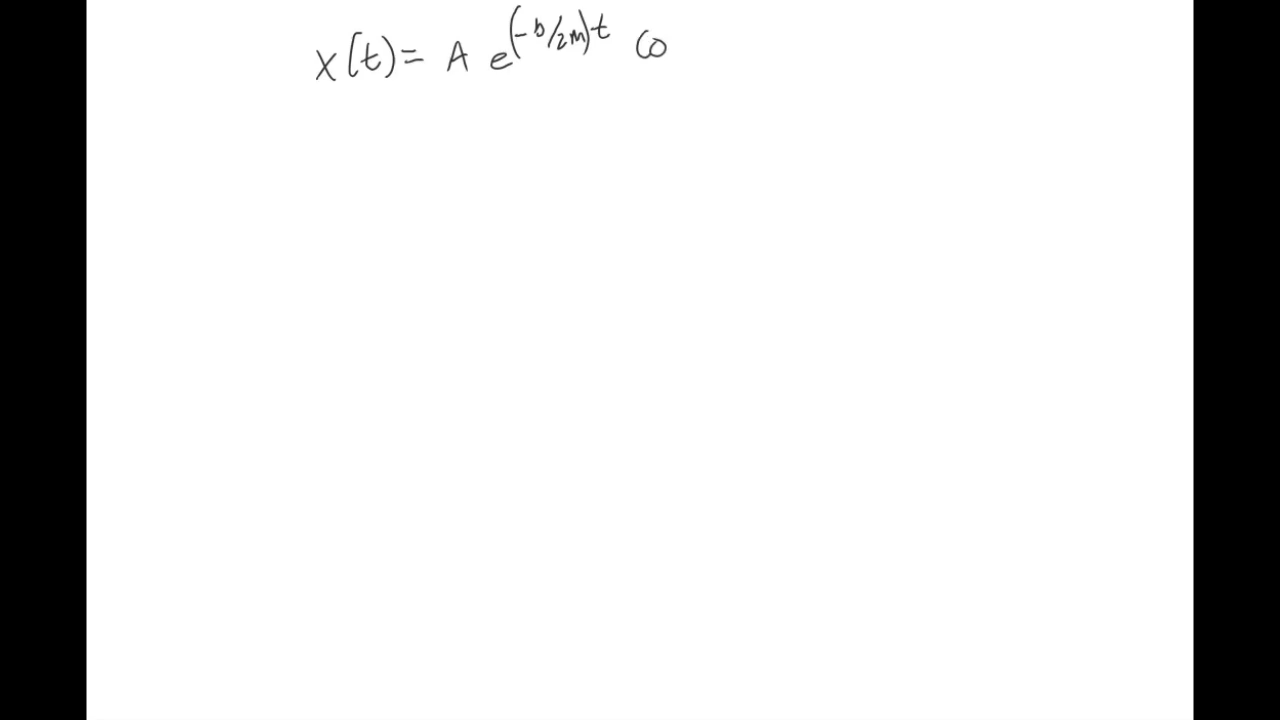 x(t) = A e^(-b/2m)t co